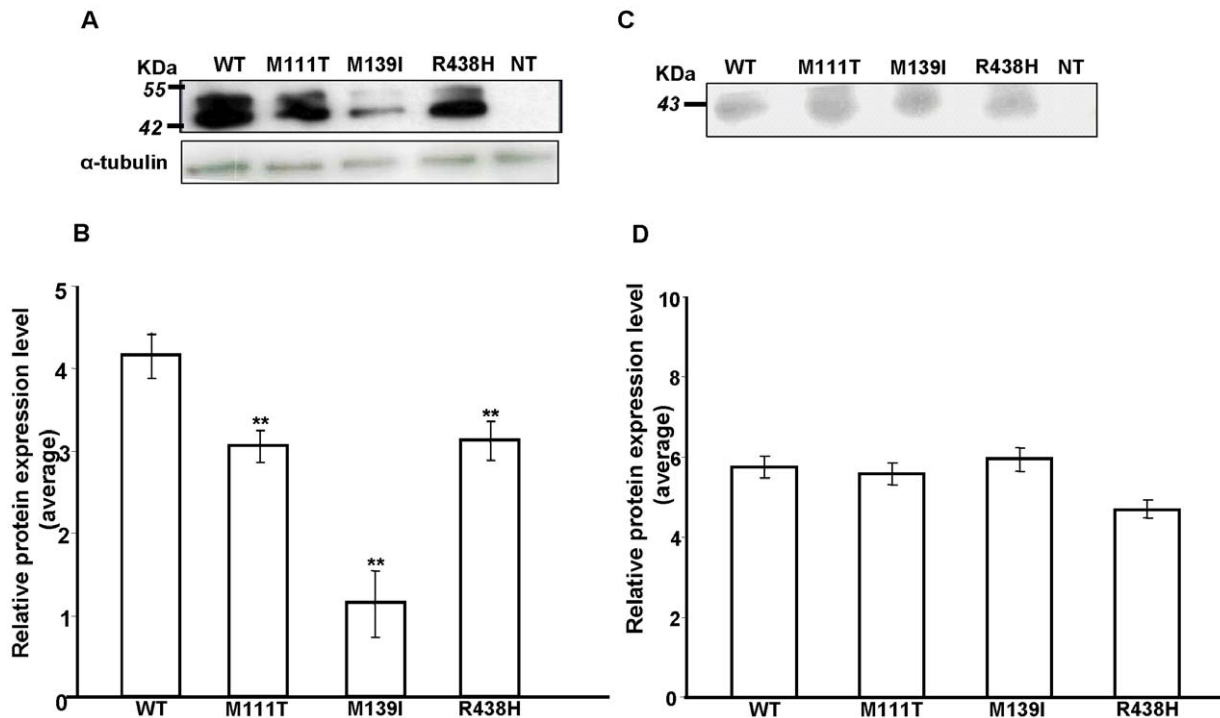 A
KDa WT M111T M139I R438H NT
55
42
α-tubulin
B
Relative protein expression level
(average)
5
4
3
2
1
0
**
**
**
WT M111T M139I R438H
C
KDa WT M111T M139I R438H NT
43
D
Relative protein expression level
(average)
10
8
6
4
2
0
WT M111T M139I R438H